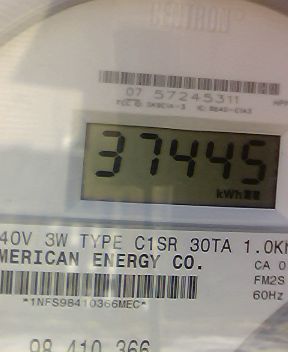 CENTRON®
07 57245311
37445
kWh
40V 3W TYPE C1SR 30TA 1.0K
MERICAN ENERGY CO.
CA 0
FM2S
60Hz
*1NFS98410366MEC*
98 410 366